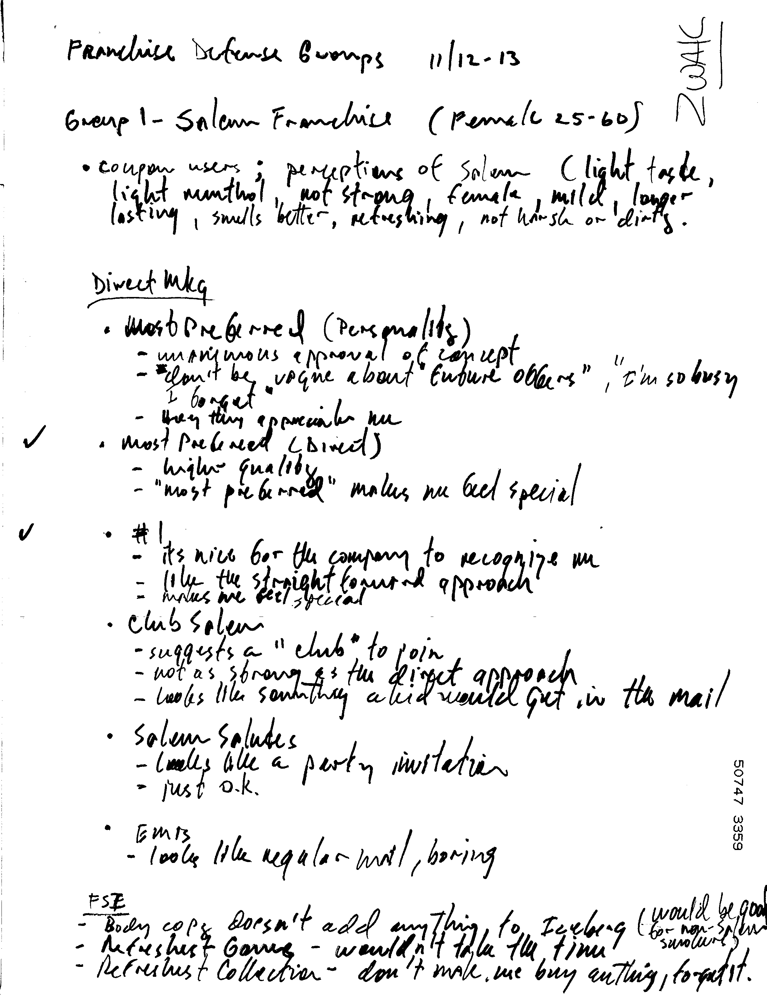 Franchise Defense Groups 11/12-13
ZWAIC
Group 1 - Salem Franchise (Female 25-60)
• coupon users ; perceptions of Salem (light taste,
light menthol, not strong, female, mild, longer
lasting, smells better, refreshing, not harsh or dirty.
Direct Mkg
• Most Preferred (Personality)
- unanimous approval of concept
- "don't be vague about "future offers", "I'm so busy
I forget"
- they appreciate me
✓ • Most Preferred (Direct)
- higher quality
- "most preferred" makes me feel special
✓ • #1
- its nice for the company to recognize me
- like the straight forward approach
- makes me feel special
• Club Salem
- suggests a "club" to join
- not as strong as the direct approach
- looks like something a kid would get in the mail
• Salem Salutes
- looks like a party invitation
- just o.k.
•
- looks like regular mail, boring
FSI
- Body copy doesn't add anything to Iceberg (would be good
for non-Salem
smokers)
- Refreshest Games - wouldn't take the time
- Refreshest Collection - don't make me buy anything, forget it.
50747 3359